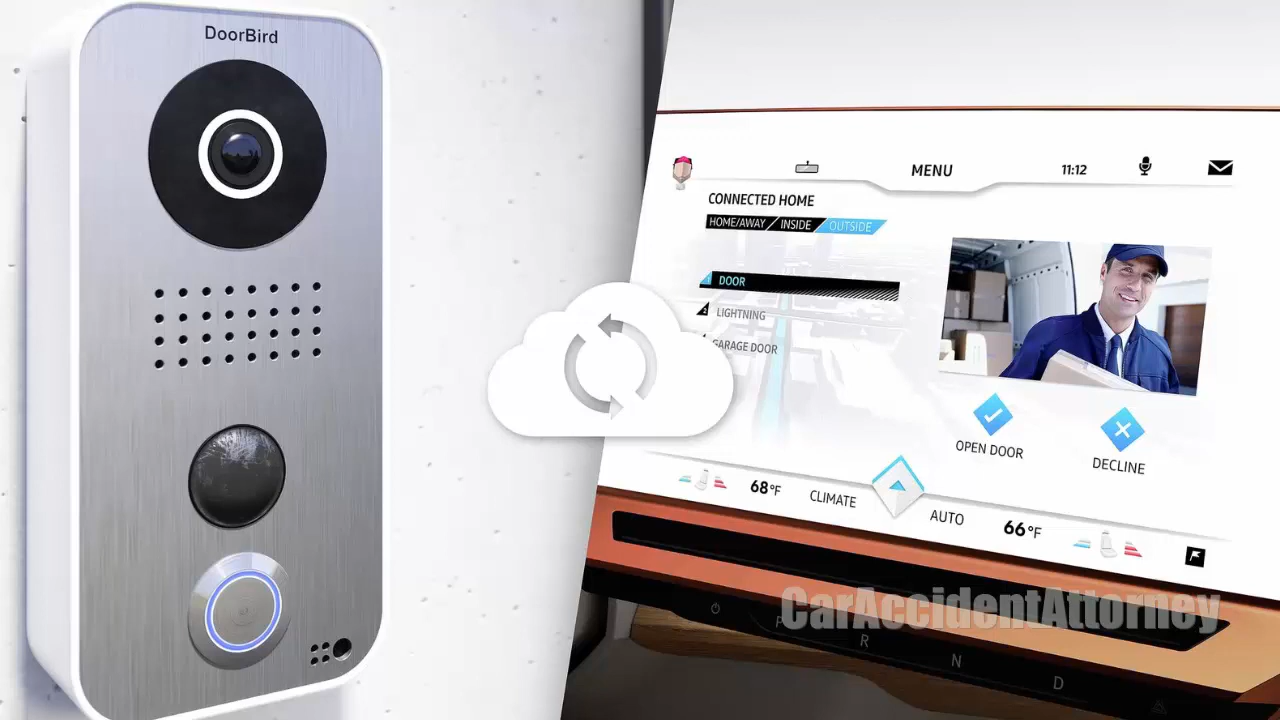 DoorBird
MENU
11:12
CONNECTED HOME
HOME/AWAY INSIDE OUTSIDE
DOOR
LIGHTNING
GARAGE DOOR
OPEN DOOR
DECLINE
68°F
CLIMATE
AUTO
66°F
CarAccidentAttorney
P
R
N
D